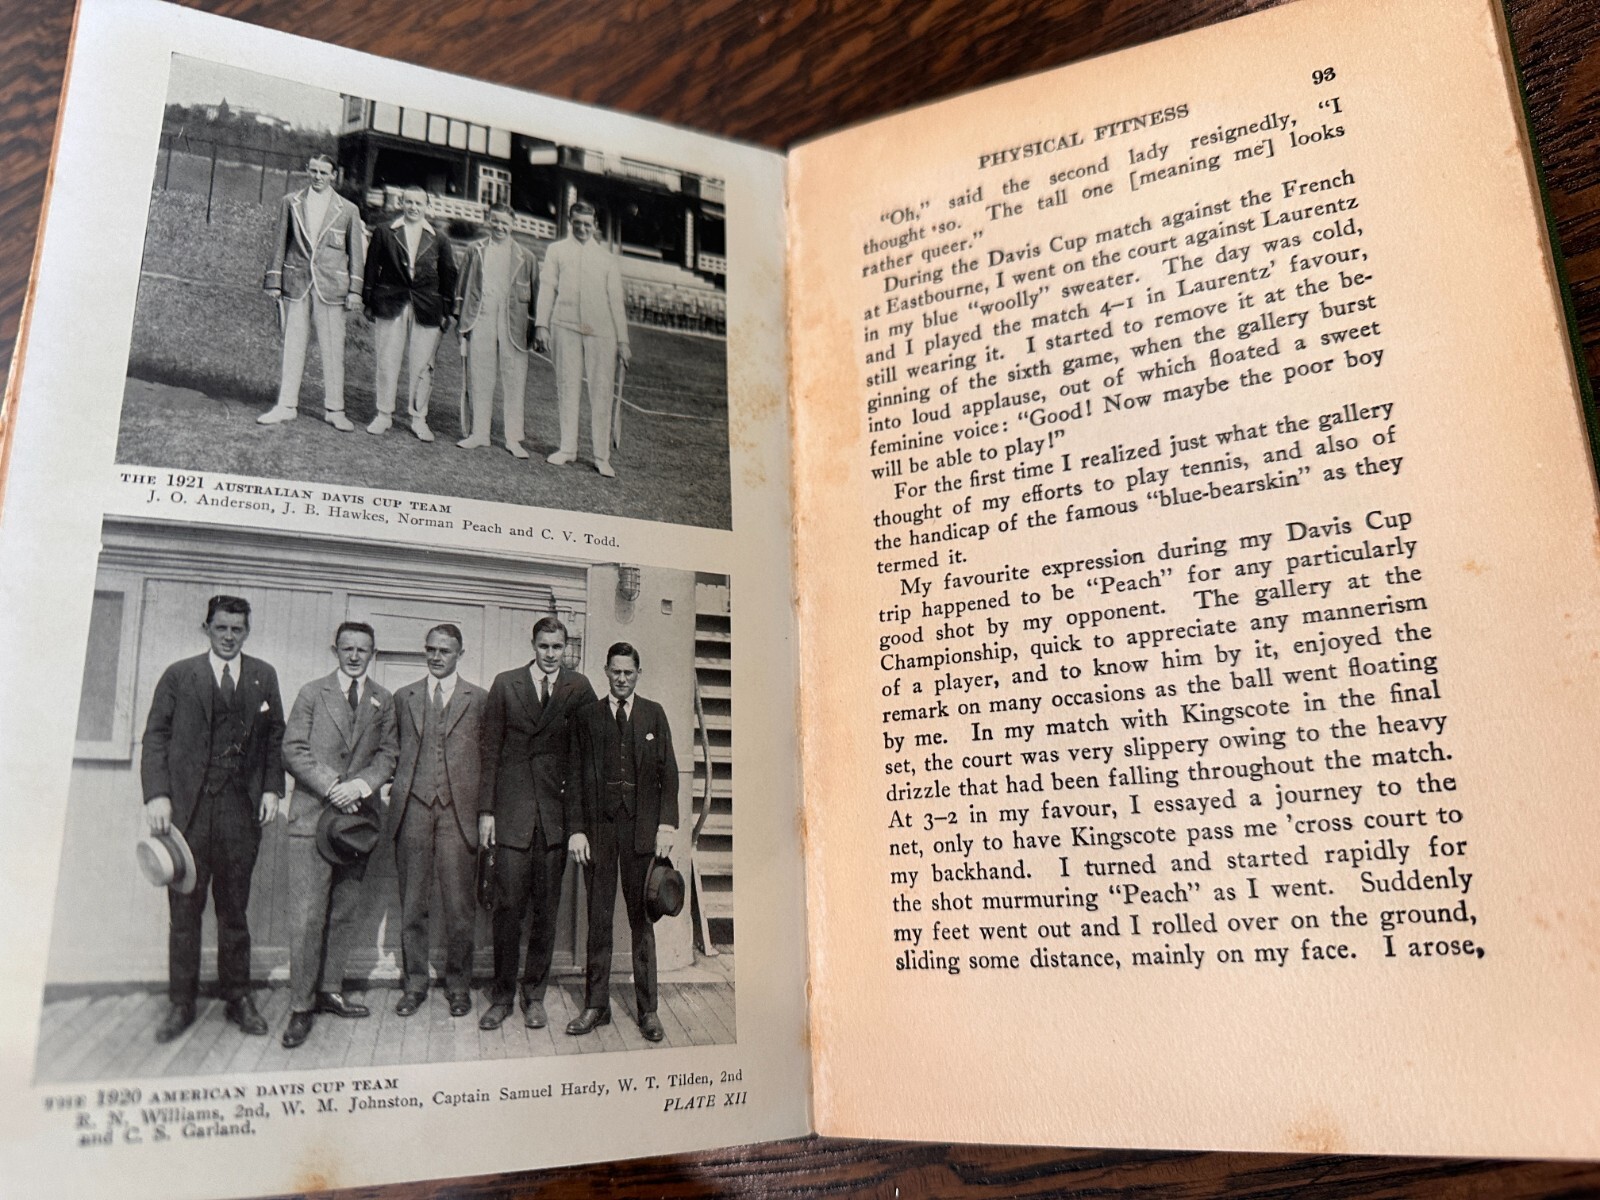 THE 1921 AUSTRALIAN DAVIS CUP TEAM
J. O. Anderson, J. B. Hawkes, Norman Peach and C. V. Todd.
THE 1920 AMERICAN DAVIS CUP TEAM
R. N. Williams, 2nd, W. M. Johnston, Captain Samuel Hardy, W. T. Tilden, 2nd
and C. S. Garland.
PLATE XII
PHYSICAL FITNESS 93
"Oh," said the second lady resignedly, "I
thought so. The tall one [meaning me] looks
rather queer."
During the Davis Cup match against the French
at Eastbourne, I went on the court against Laurentz
in my blue "woolly" sweater. The day was cold,
and I played the match 4–1 in Laurentz' favour,
still wearing it. I started to remove it at the be-
ginning of the sixth game, when the gallery burst
into loud applause, out of which floated a sweet
feminine voice: "Good! Now maybe the poor boy
will be able to play!"
For the first time I realized just what the gallery
thought of my efforts to play tennis, and also of
the handicap of the famous "blue-bearskin" as they
termed it.
My favourite expression during my Davis Cup
trip happened to be "Peach" for any particularly
good shot by my opponent. The gallery at the
Championship, quick to appreciate any mannerism
of a player, and to know him by it, enjoyed the
remark on many occasions as the ball went floating
by me. In my match with Kingscote in the final
set, the court was very slippery owing to the heavy
drizzle that had been falling throughout the match.
At 3–2 in my favour, I essayed a journey to the
net, only to have Kingscote pass me 'cross court to
my backhand. I turned and started rapidly for
the shot murmuring "Peach" as I went. Suddenly
my feet went out and I rolled over on the ground,
sliding some distance, mainly on my face. I arose,